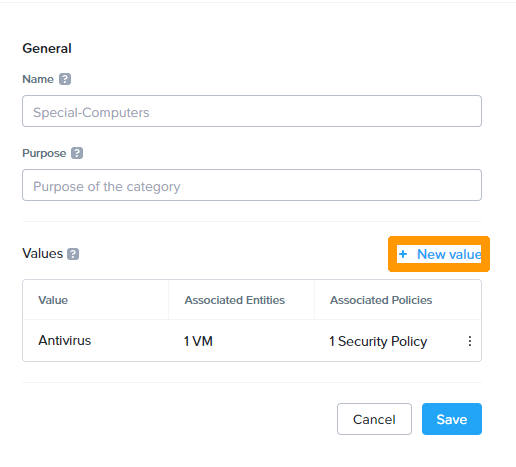 General
Name ?
Special-Computers
Purpose ?
Purpose of the category
Values ?
+ New value
Value Associated Entities Associated Policies
Antivirus 1 VM 1 Security Policy
Cancel Save